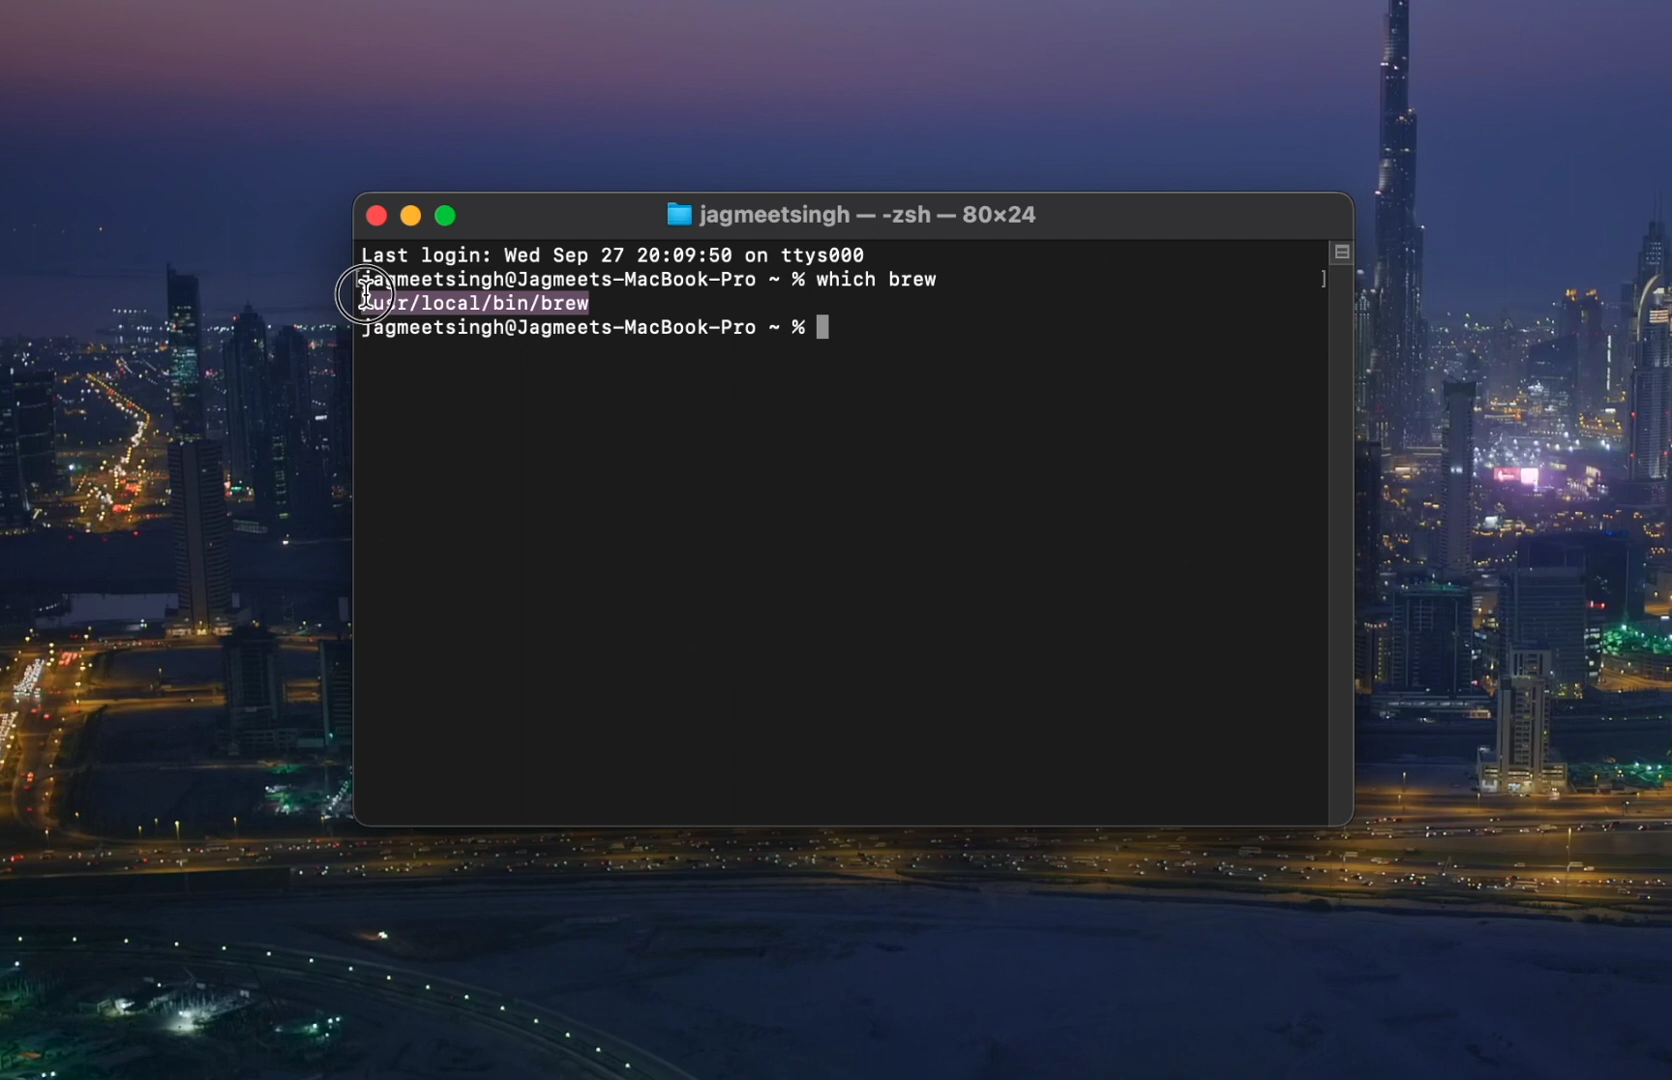 jagmeetsingh — -zsh — 80×24
Last login: Wed Sep 27 20:09:50 on ttys000
jagmeetsingh@Jagmeets-MacBook-Pro ~ % which brew
/usr/local/bin/brew
jagmeetsingh@Jagmeets-MacBook-Pro ~ %